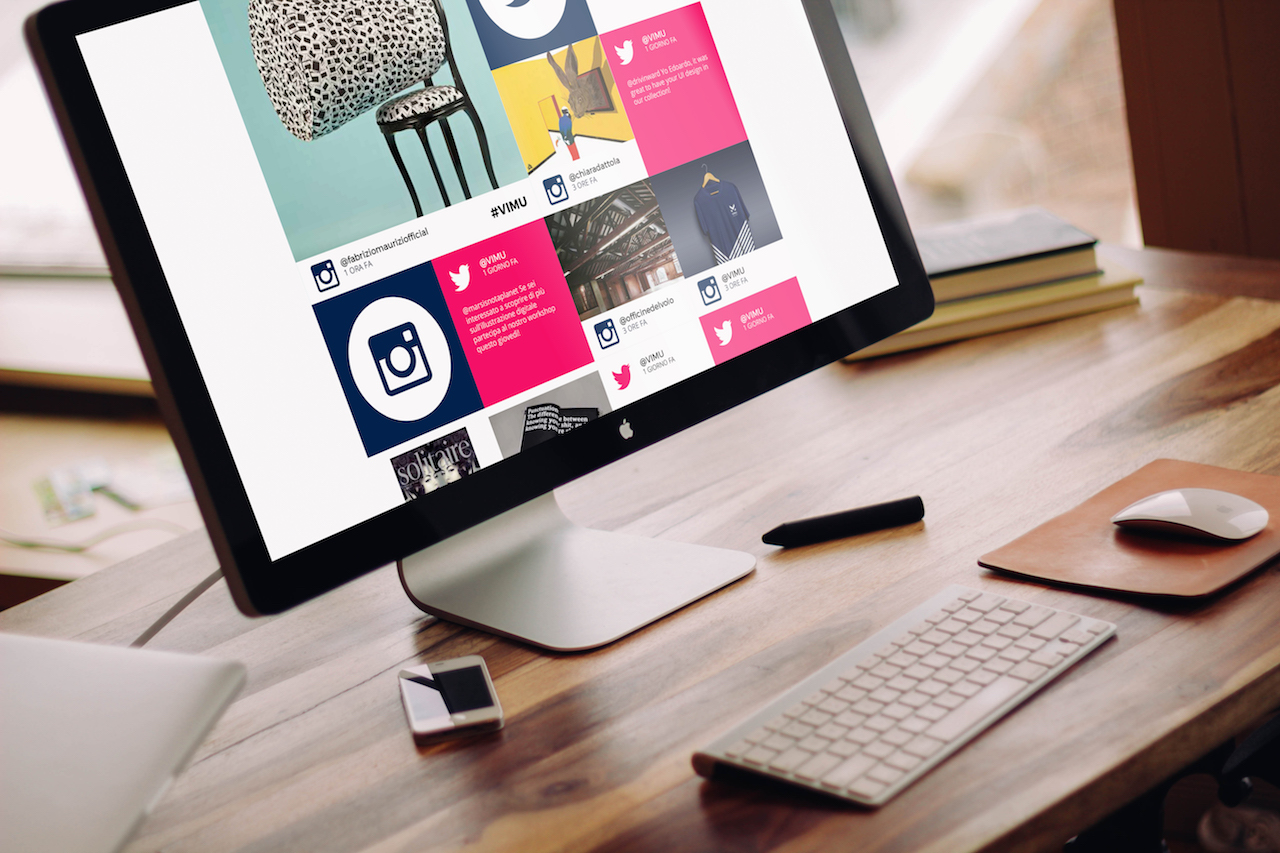 @VIMU
1 GIORNO FA
@drivinward Yo Edoardo, it was
great to have your UI design in
our collection!
@chiaradattola
3 ORE FA
#VIMU
@fabriziomauriziofficial
1 ORA FA
@VIMU
1 GIORNO FA
@marsisnotaplanet Se sei
interessato a scoprire di più
sull'illustrazione digitale
partecipa al nostro workshop
questo giovedì!
@officinedelvolo
3 ORE FA
@VIMU
3 ORE FA
@VIMU
1 GIORNO FA
@VIMU
1 GIORNO FA
Punctuation:
The difference between
knowing your shit, and
knowing you're
solitaire